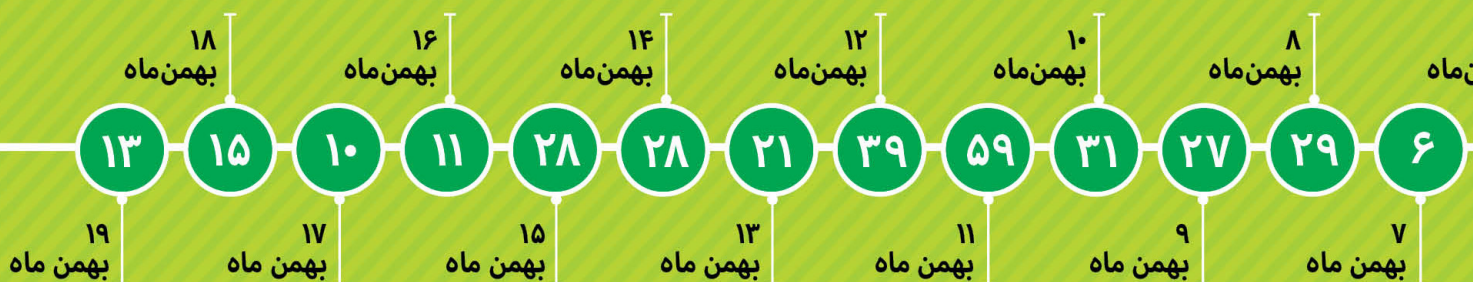 ۸
بهمن‌ماه
۱۰
بهمن‌ماه
۱۲
بهمن‌ماه
۱۴
بهمن‌ماه
۱۶
بهمن‌ماه
۱۸
بهمن‌ماه
۶
۲۹
۲۷
۳۱
۵۹
۳۹
۲۱
۲۸
۲۸
۱۱
۱۰
۱۵
۱۳
۷
بهمن ماه
۹
بهمن ماه
۱۱
بهمن ماه
۱۳
بهمن ماه
۱۵
بهمن ماه
۱۷
بهمن ماه
۱۹
بهمن ماه